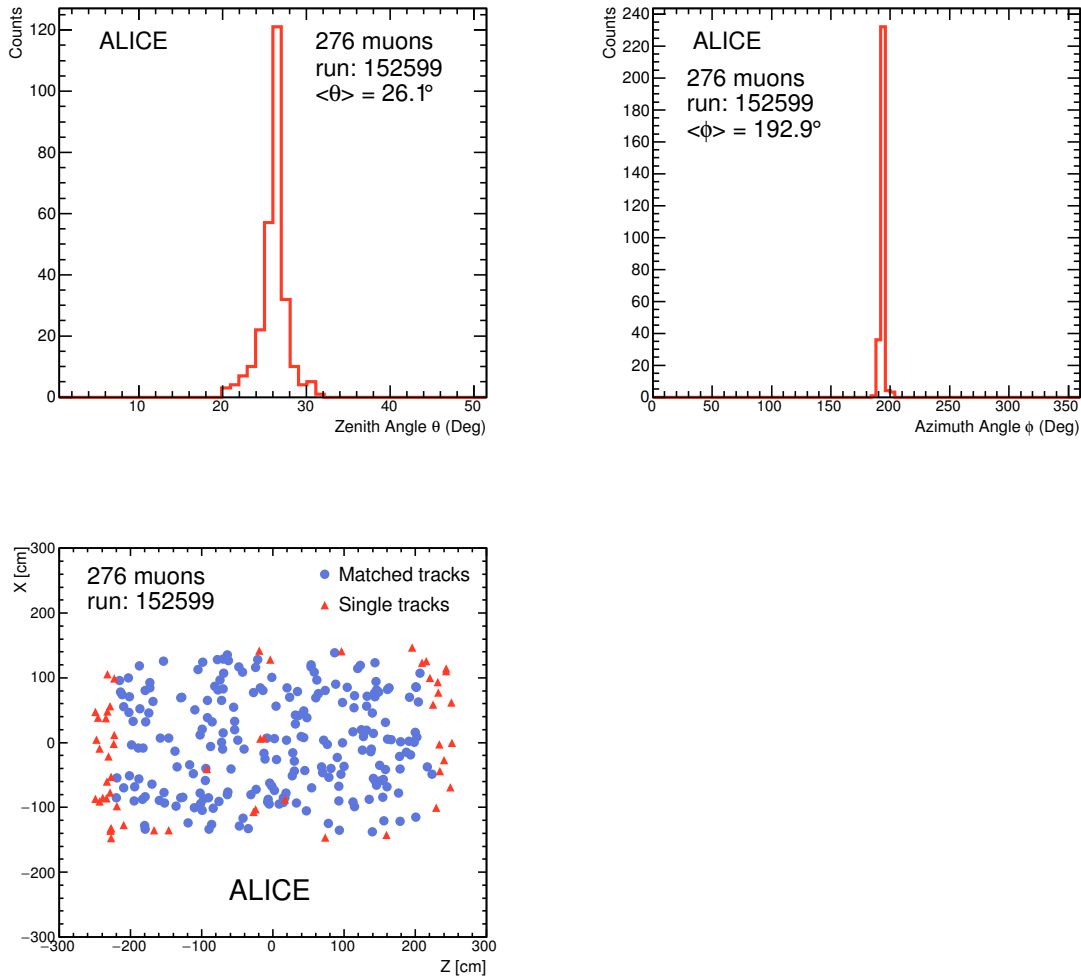 Counts
ALICE
276 muons
run: 152599
<θ> = 26.1°
120
100
80
60
40
20
0
10
20
30
40
50
Zenith Angle θ (Deg)
Counts
ALICE
276 muons
run: 152599
<ϕ> = 192.9°
240
220
200
180
160
140
120
100
80
60
40
20
0
0
50
100
150
200
250
300
350
Azimuth Angle ϕ (Deg)
X [cm]
276 muons
run: 152599
Matched tracks
Single tracks
ALICE
300
200
100
0
−100
−200
−300
−300
−200
−100
0
100
200
300
Z [cm]